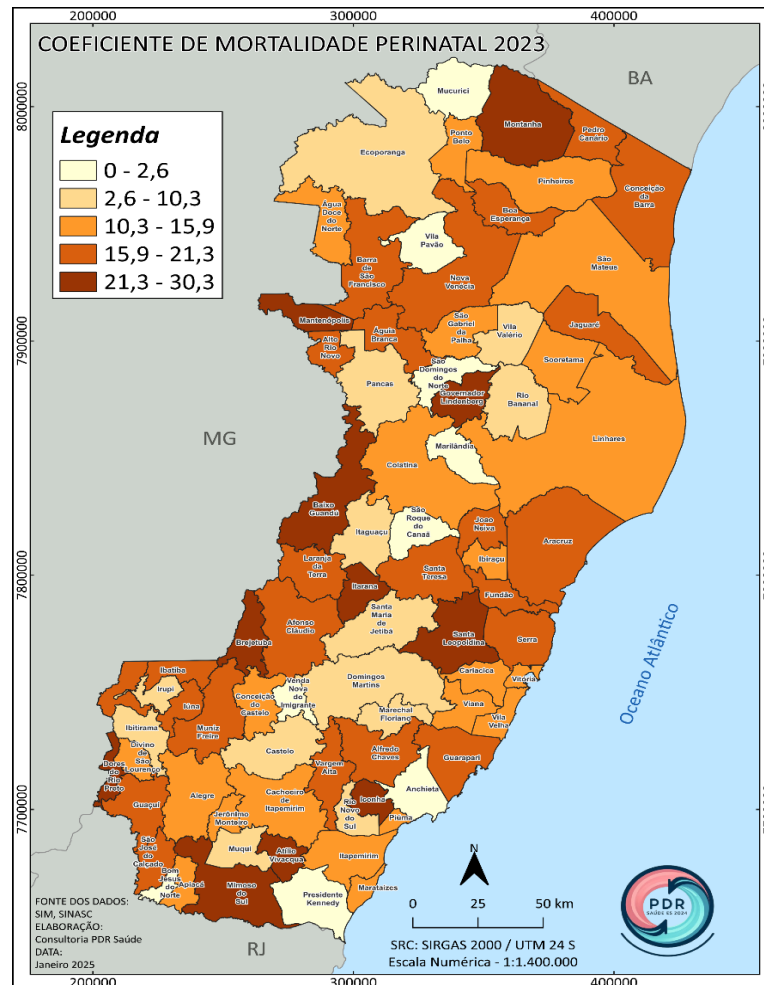 200000
300000
400000
COEFICIENTE DE MORTALIDADE PERINATAL 2023
BA
Legenda
0 - 2,6
2,6 - 10,3
10,3 - 15,9
15,9 - 21,3
21,3 - 30,3
8000000
7900000
7800000
7700000
Mucurici
Montanha
Ponto
Belo
Pedro
Canário
Ecoporanga
Pinheiros
Conceição
da
Barra
Água
Doce
do
Norte
Boa
Esperança
Vila
Pavão
São
Mateus
Barra
de
São
Francisco
Nova
Venécia
Mantenópolis
Águia
Branca
São
Gabriel
da
Palha
Vila
Valério
Jaguaré
Alto
Rio
Novo
Sooretama
São
Domingos
do
Norte
Pancas
Governador
Lindenberg
Rio
Bananal
MG
Linhares
Marilândia
Colatina
Baixo
Guandú
São
Roque
do
Canaã
João
Neiva
Itaguaçu
Aracruz
Ibiraçu
Laranja
da
Terra
Santa
Teresa
Itarana
Fundão
Santa
Maria
de
Jetiba
Afonso
Cláudio
Brejetuba
Santa
Leopoldina
Serra
Oceano Atlântico
Ibatiba
Cariacica
Vitória
Domingos
Martins
Irupi
Venda
Nova
do
Imigrante
Conceição
do
Castelo
Iúna
Viana
Marechal
Floriano
Vila
Velha
Ibitirama
Muniz
Freire
Divino
de
São
Lourenço
Castelo
Alfredo
Chaves
Guarapari
Dores
do
Rio
Preto
Vargem
Alta
Anchieta
Guaçuí
Alegre
Cachoeiro
de
Itapemirim
Iconha
Rio
Novo
do
Sul
Piúma
Jerônimo
Monteiro
São
José
do
Calçado
Muqui
Atílio
Vivacqua
Itapemirim
Bom
Jesus
do
Norte
Apiacá
Mimoso
do
Sul
Presidente
Kennedy
Marataízes
N
0 25 50 km
SRC: SIRGAS 2000 / UTM 24 S
Escala Numérica - 1:1.400.000
PDR
SAÚDE ES 2024
FONTE DOS DADOS:
SIM, SINASC
ELABORAÇÃO:
Consultoria PDR Saúde
DATA:
Janeiro 2025
RJ
200000
300000
400000